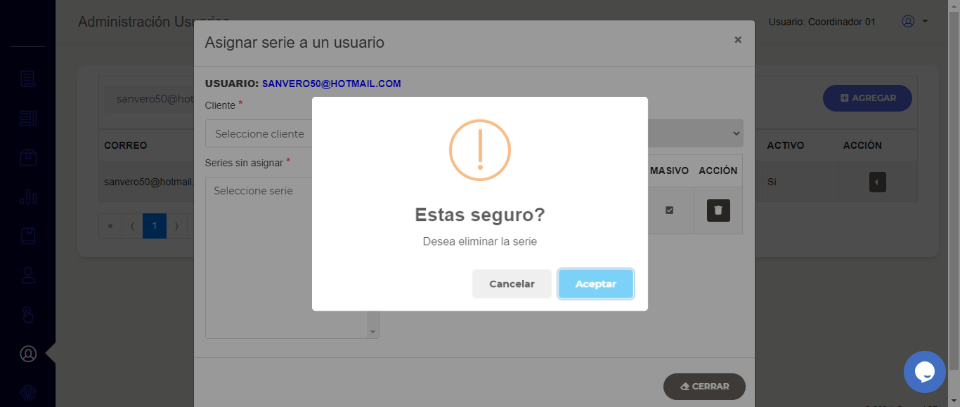 Administración Usuarios
Usuario: Coordinador 01
Asignar serie a un usuario
×
USUARIO: SANVERO50@HOTMAIL.COM
Cliente *
Seleccione cliente
Series sin asignar *
Seleccione serie
sanvero50@hot
AGREGAR
CORREO
ACTIVO
ACCIÓN
sanvero50@hotmail.
Si
« ⟨ 1 ⟩
MASIVO
ACCIÓN
Estas seguro?
Desea eliminar la serie
Cancelar
Aceptar
CERRAR